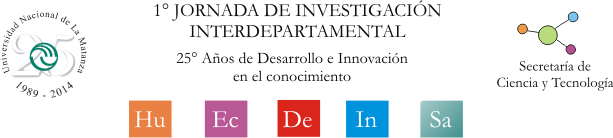 Universidad Nacional de La Matanza
25
1989 - 2014
1° JORNADA DE INVESTIGACIÓN
INTERDEPARTAMENTAL
25° Años de Desarrollo e Innovación
en el conocimiento
Secretaría de
Ciencia y Tecnología
Hu Ec De In Sa